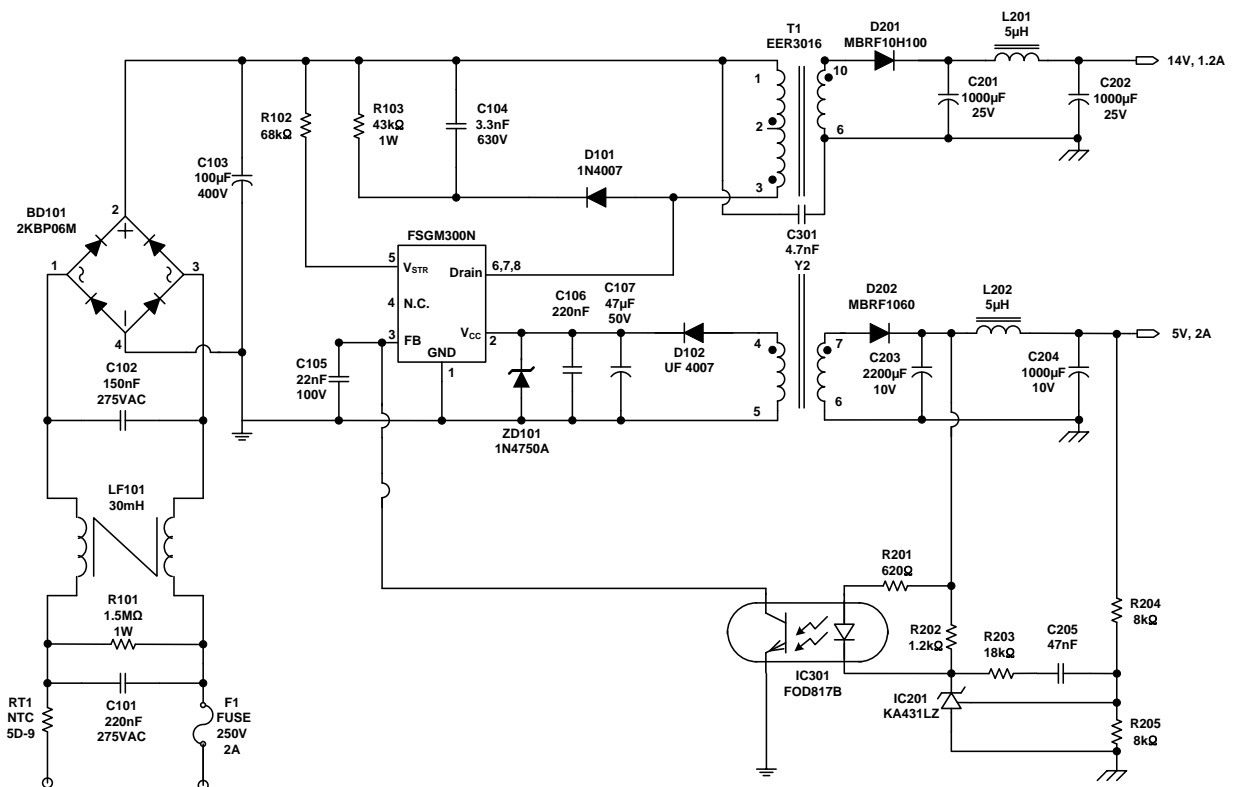 T1
EER3016
D201
MBRF10H100
L201
5µH
14V, 1.2A
1
2
3
10
6
C201
1000µF
25V
C202
1000µF
25V
R102
68kΩ
R103
43kΩ
1W
C104
3.3nF
630V
D101
1N4007
C103
100µF
400V
BD101
2KBP06M
2
1
3
4
C301
4.7nF
Y2
FSGM300N
5
VSTR
Drain
6,7,8
4
N.C.
3
FB
VCC
2
GND
1
C106
220nF
C107
47µF
50V
D102
UF 4007
4
5
7
6
D202
MBRF1060
L202
5µH
5V, 2A
C203
2200µF
10V
C204
1000µF
10V
C105
22nF
100V
ZD101
1N4750A
C102
150nF
275VAC
LF101
30mH
R101
1.5MΩ
1W
C101
220nF
275VAC
RT1
NTC
5D-9
F1
FUSE
250V
2A
R201
620Ω
R202
1.2kΩ
R203
18kΩ
C205
47nF
R204
8kΩ
IC301
FOD817B
IC201
KA431LZ
R205
8kΩ